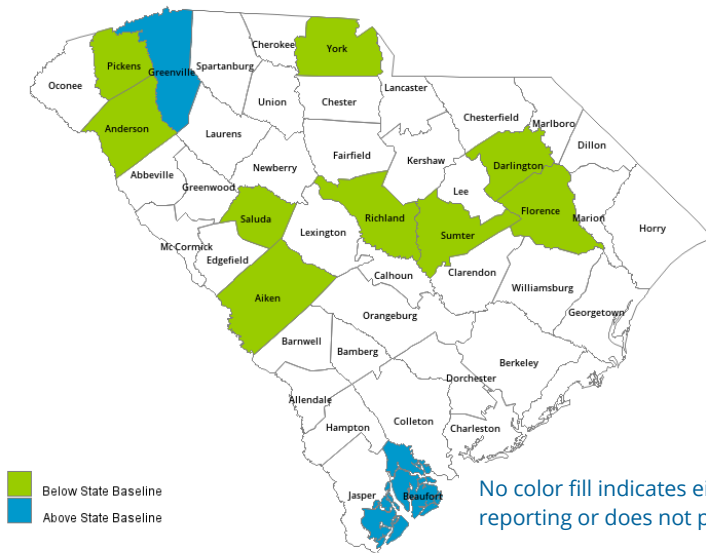 Cherokee
York
Pickens
Greenville
Spartanburg
Oconee
Union
Chester
Lancaster
Anderson
Laurens
Chesterfield
Marlboro
Dillon
Abbeville
Newberry
Fairfield
Kershaw
Darlington
Greenwood
Lee
Saluda
Richland
Florence
Marion
Horry
Lexington
Sumter
Mc Cormick
Edgefield
Calhoun
Clarendon
Williamsburg
Aiken
Orangeburg
Georgetown
Barnwell
Bamberg
Berkeley
Dorchester
Allendale
Colleton
Charleston
Hampton
Jasper
Beaufort
Below State Baseline
Above State Baseline
No color fill indicates ei
reporting or does not p